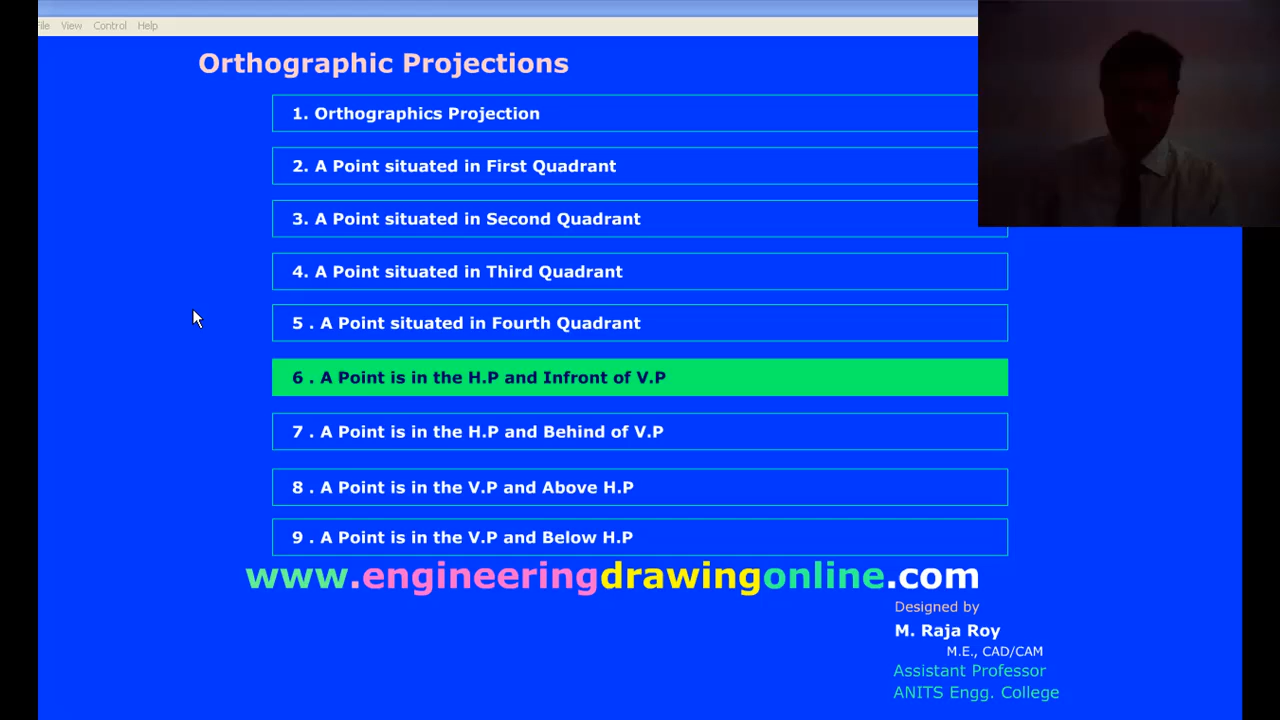 File View Control Help
Orthographic Projections
1. Orthographics Projection
2. A Point situated in First Quadrant
3. A Point situated in Second Quadrant
4. A Point situated in Third Quadrant
5 . A Point situated in Fourth Quadrant
6 . A Point is in the H.P and Infront of V.P
7 . A Point is in the H.P and Behind of V.P
8 . A Point is in the V.P and Above H.P
9 . A Point is in the V.P and Below H.P
www.engineeringdrawingonline.com
Designed by
M. Raja Roy
M.E., CAD/CAM
Assistant Professor
ANITS Engg. College